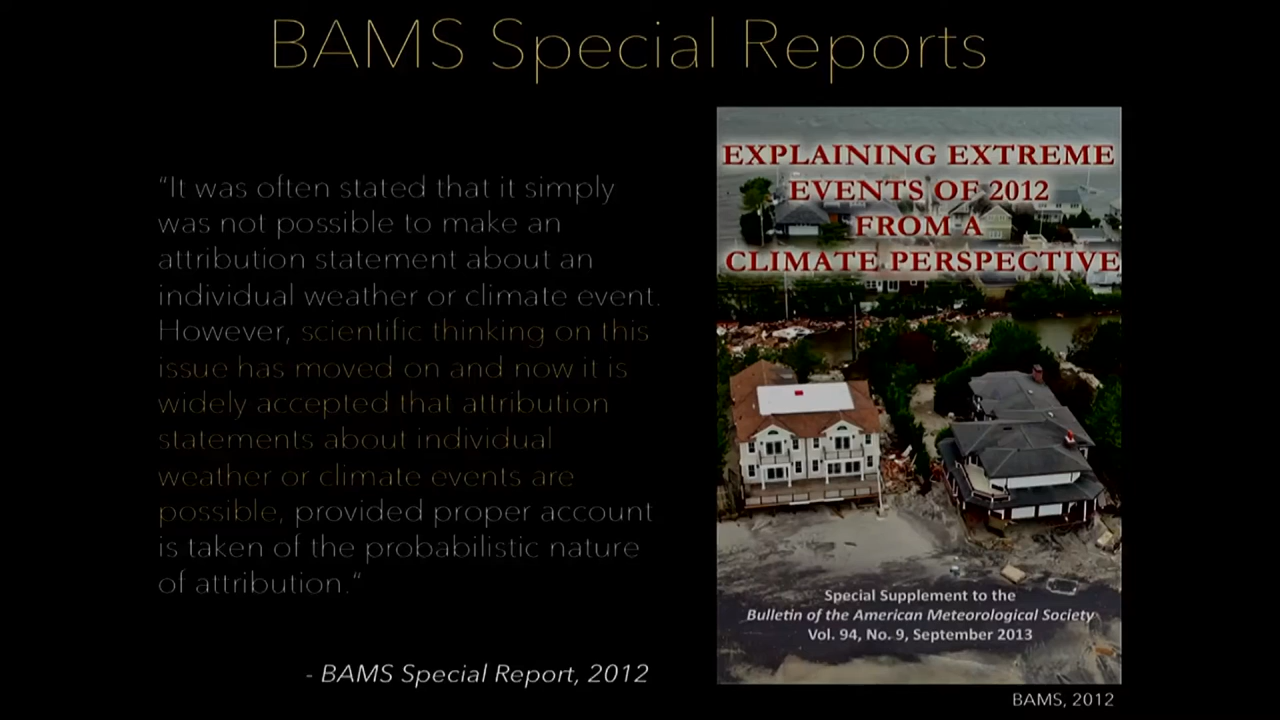 BAMS Special Reports
“It was often stated that it simply
was not possible to make an
attribution statement about an
individual weather or climate event.
However, scientific thinking on this
issue has moved on and now it is
widely accepted that attribution
statements about individual
weather or climate events are
possible, provided proper account
is taken of the probabilistic nature
of attribution.“
- BAMS Special Report, 2012
EXPLAINING EXTREME
EVENTS OF 2012
FROM A
CLIMATE PERSPECTIVE
Special Supplement to the
Bulletin of the American Meteorological Society
Vol. 94, No. 9, September 2013
BAMS, 2012